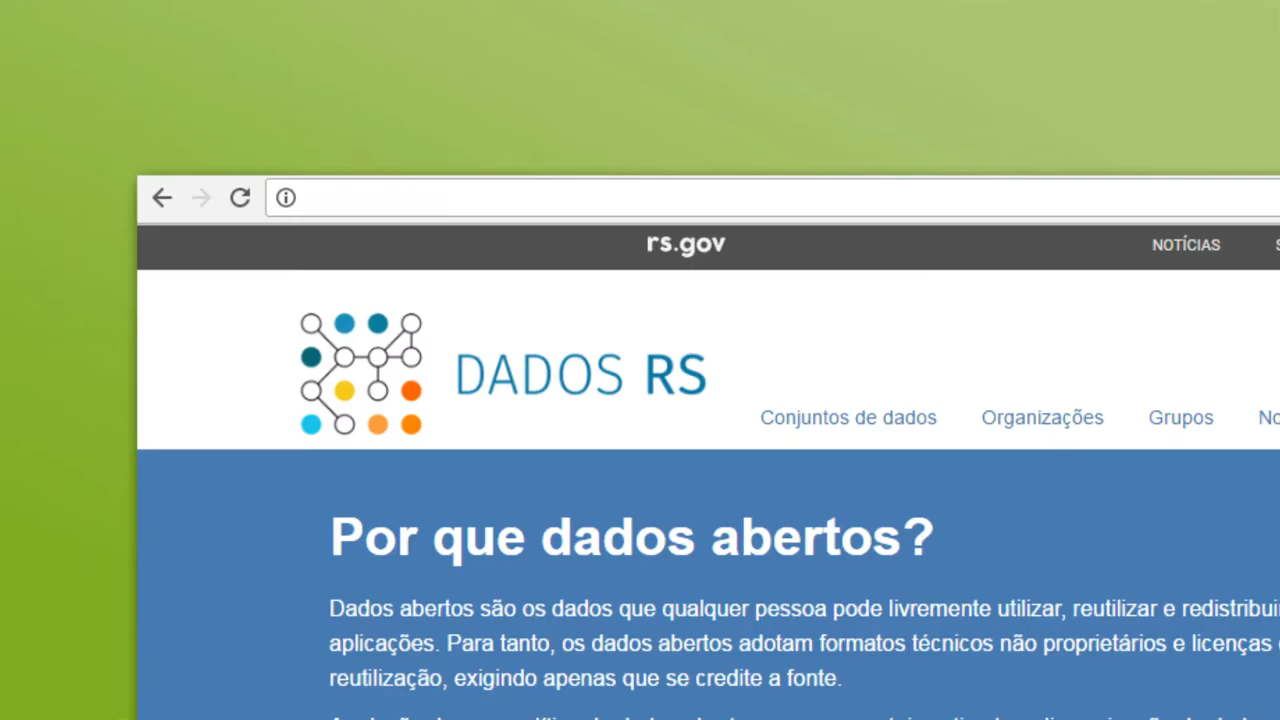 rs.gov
NOTÍCIAS
DADOS RS
Conjuntos de dados Organizações Grupos
Por que dados abertos?
Dados abertos são os dados que qualquer pessoa pode livremente utilizar, reutilizar e
aplicações. Para tanto, os dados abertos adotam formatos técnicos não proprietários e licenças
reutilização, exigindo apenas que se credite a fonte.